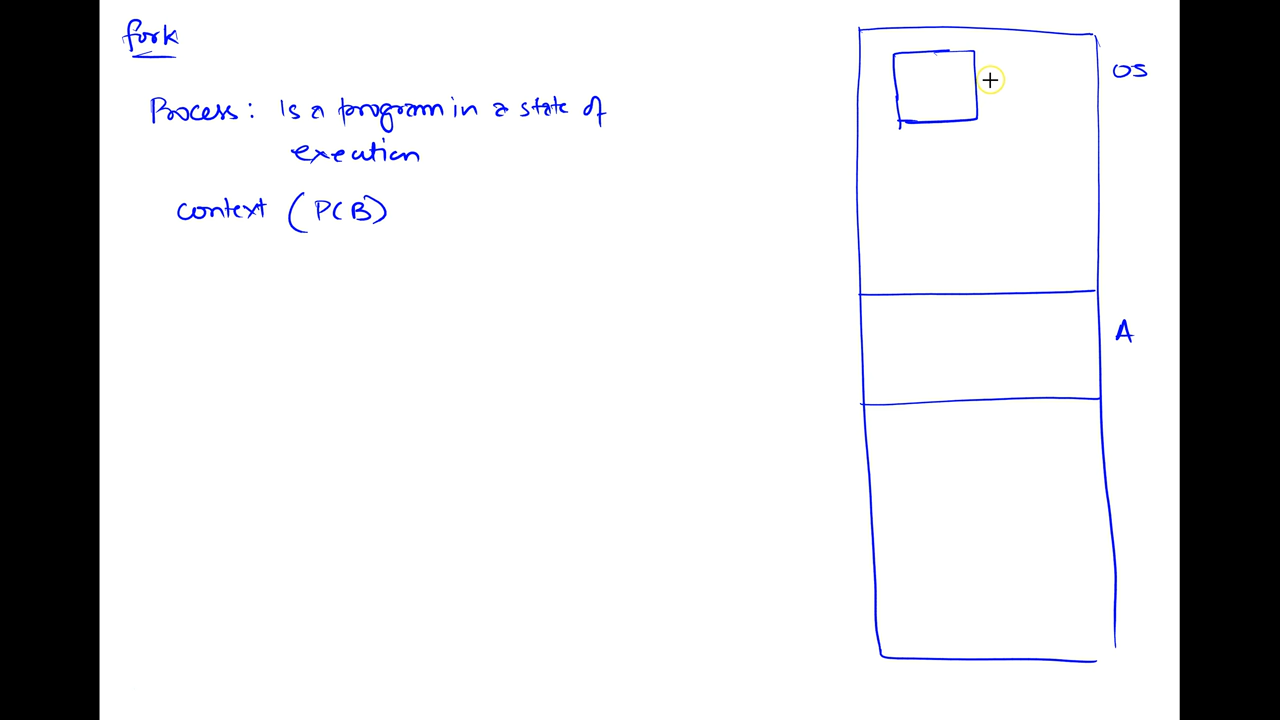 fork
Process: Is a program in a state of
execution
context (PCB)
OS
A